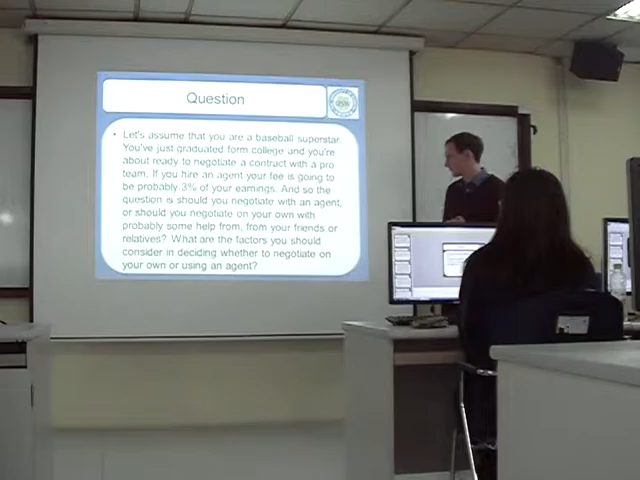 Question
• Let's assume that you are a baseball superstar.
You've just graduated form college and you're
about ready to negotiate a contract with a pro
team. If you hire an agent your fee is going to
be probably 3% of your earnings. And so the
question is should you negotiate with an agent,
or should you negotiate on your own with
probably some help from, from your friends or
relatives? What are the factors you should
consider in deciding whether to negotiate on
your own or using an agent?